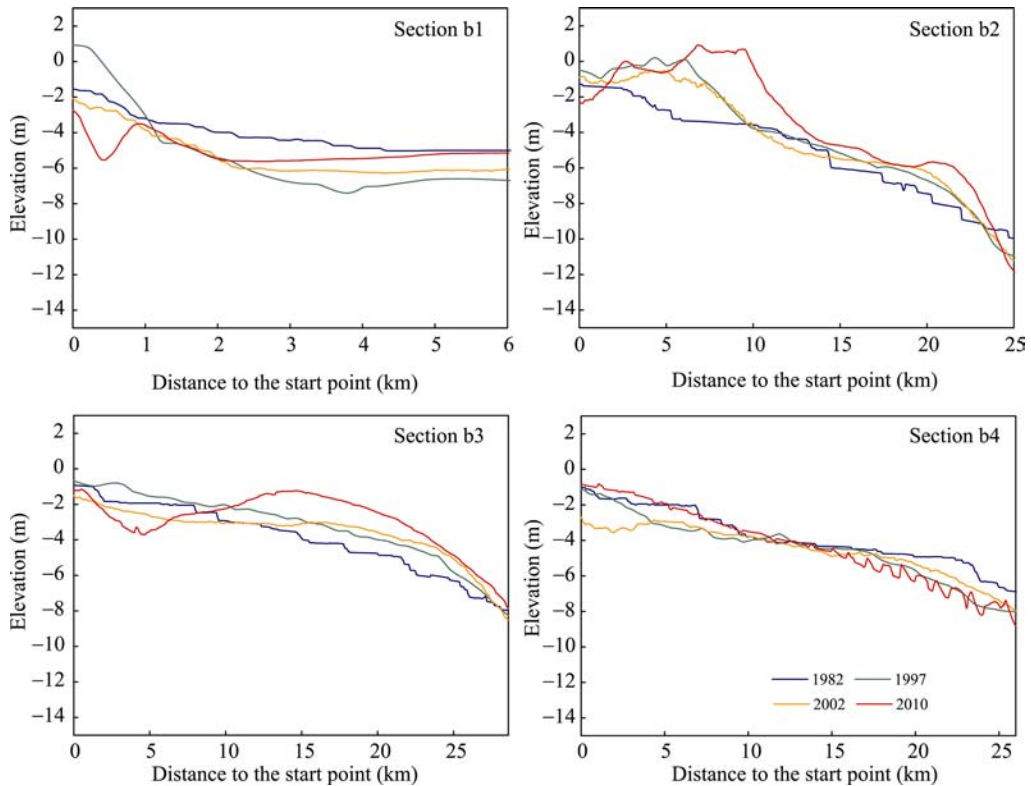 Section b1
Elevation (m)
2
0
−2
−4
−6
−8
−10
−12
−14
0 1 2 3 4 5 6
Distance to the start point (km)
Section b2
Elevation (m)
2
0
−2
−4
−6
−8
−10
−12
−14
0 5 10 15 20 25
Distance to the start point (km)
Section b3
Elevation (m)
2
0
−2
−4
−6
−8
−10
−12
−14
0 5 10 15 20 25
Distance to the start point (km)
Section b4
Elevation (m)
2
0
−2
−4
−6
−8
−10
−12
−14
1982 1997
2002 2010
0 5 10 15 20 25
Distance to the start point (km)